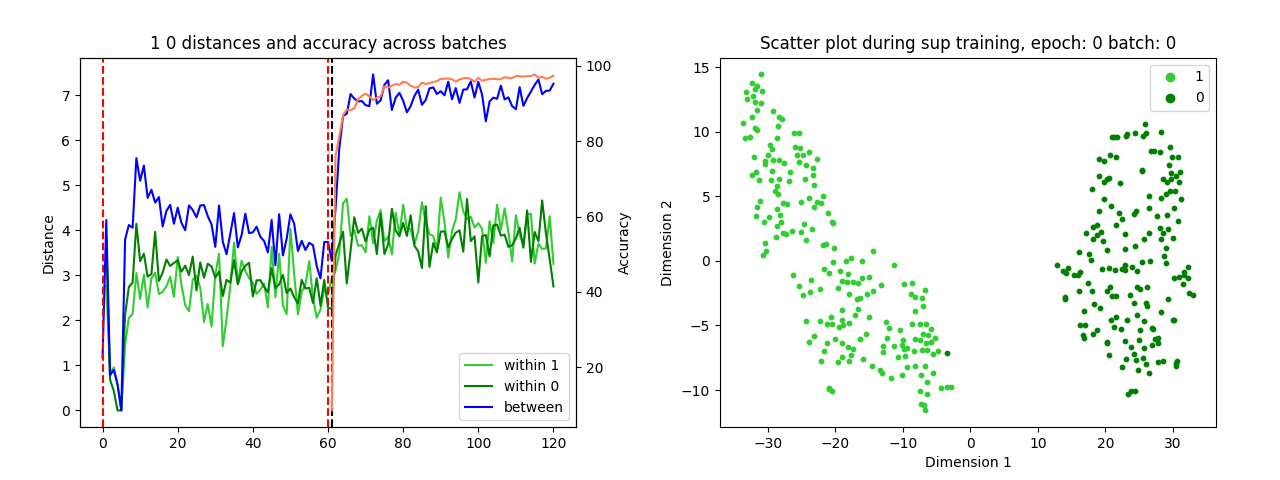 1 0 distances and accuracy across batches
Distance
7
6
5
4
3
2
1
0
0 20 40 60 80 100 120
100
80
60
40
20
Accuracy
within 1
within 0
between
Scatter plot during sup training, epoch: 0 batch: 0
Dimension 2
15
10
5
0
−5
−10
−30 −20 −10 0 10 20 30
Dimension 1
1
0